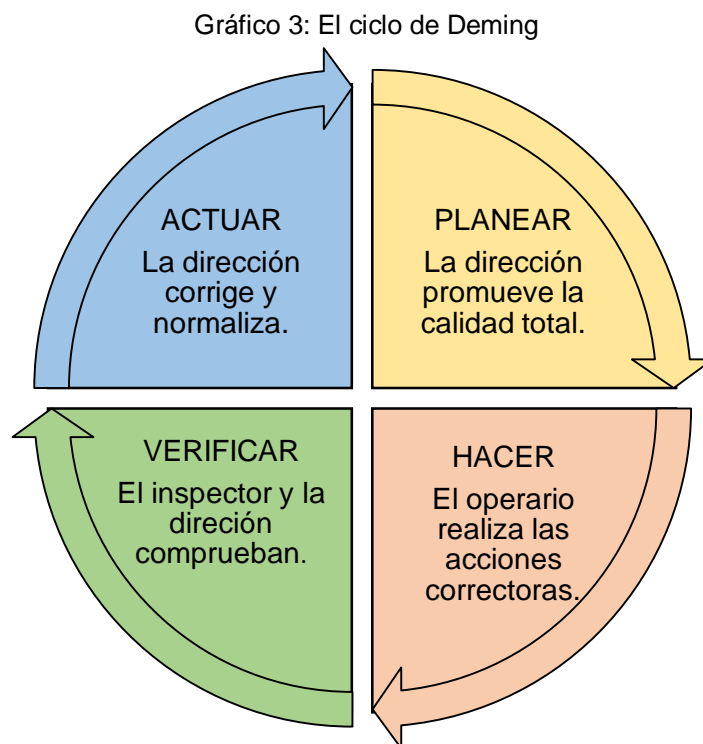 Gráfico 3: El ciclo de Deming
ACTUAR
La dirección
corrige y
normaliza.
PLANEAR
La dirección
promueve la
calidad total.
VERIFICAR
El inspector y la
direción
comprueban.
HACER
El operario
realiza las
acciones
correctoras.